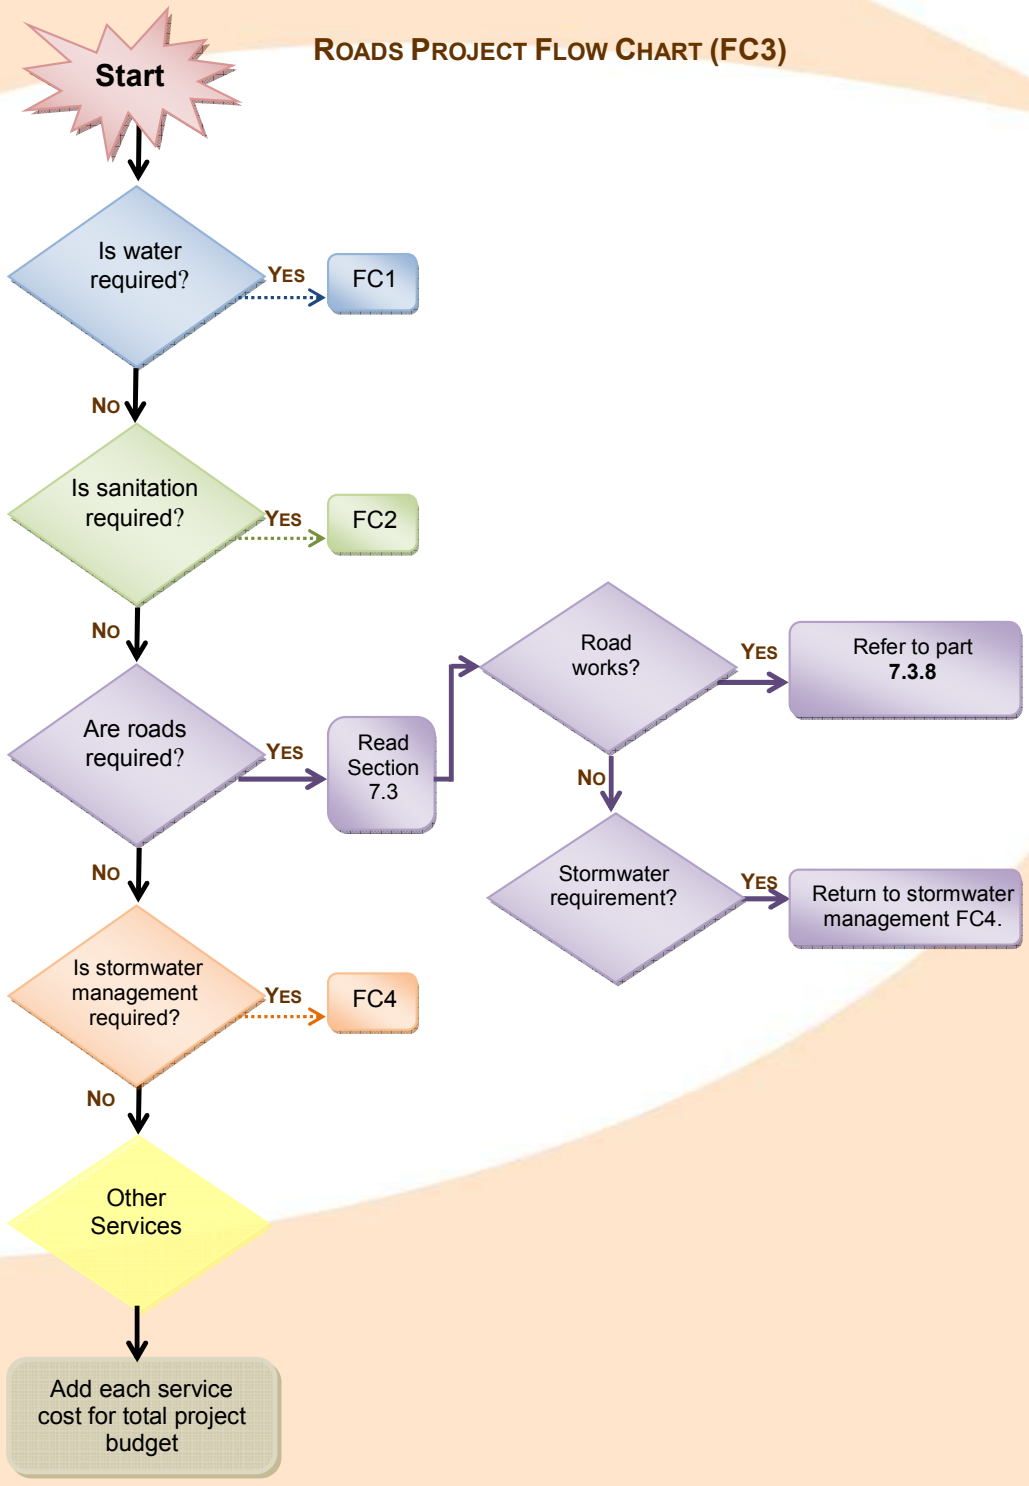 ROADS PROJECT FLOW CHART (FC3)
Start
Is water
required?
YES
FC1
NO
Is sanitation
required?
YES
FC2
NO
Are roads
required?
YES
Read
Section
7.3
Road
works?
YES
Refer to part
7.3.8
NO
Stormwater
requirement?
YES
Return to stormwater
management FC4.
NO
Is stormwater
management
required?
YES
FC4
NO
Other
Services
Add each service
cost for total project
budget